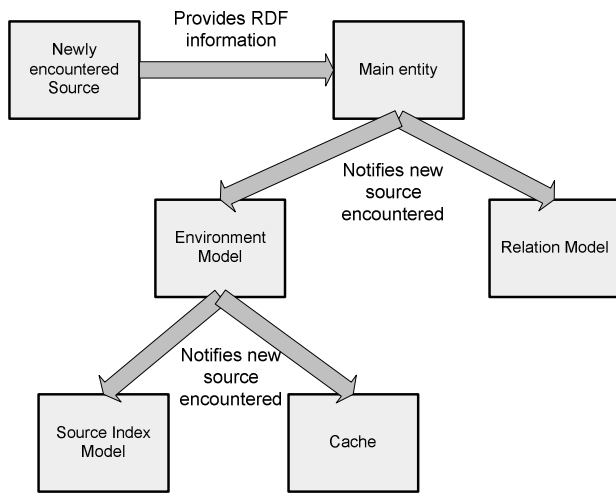 Provides RDF
information
Newly
encountered
Source
Main entity
Notifies new
source
encountered
Environment
Model
Relation Model
Notifies new
source
encountered
Source Index
Model
Cache